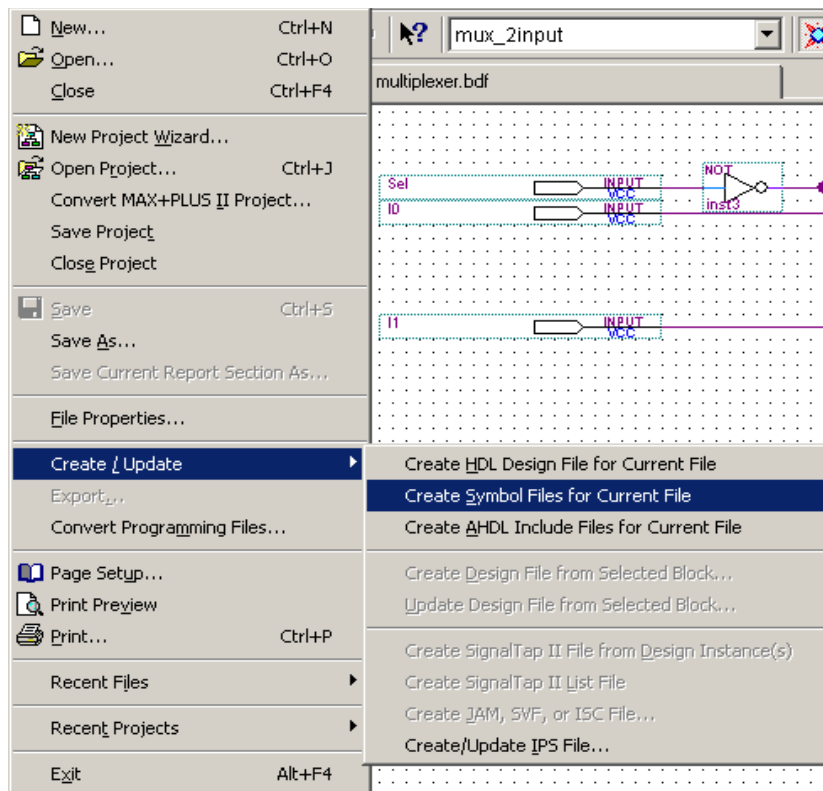 New... Ctrl+N
Open... Ctrl+O
Close Ctrl+F4
New Project Wizard...
Open Project... Ctrl+J
Convert MAX+PLUS II Project...
Save Project
Close Project
Save Ctrl+S
Save As...
Save Current Report Section As...
File Properties...
Create / Update
Export...
Convert Programming Files...
Page Setup...
Print Preview
Print... Ctrl+P
Recent Files
Recent Projects
Exit Alt+F4
mux_2input
multiplexer.bdf
Sel INPUT
VCC
NOT
inst3
I0 INPUT
VCC
I1 INPUT
VCC
Create HDL Design File for Current File
Create Symbol Files for Current File
Create AHDL Include Files for Current File
Create Design File from Selected Block...
Update Design File from Selected Block...
Create SignalTap II File from Design Instance(s)
Create SignalTap II List File
Create JAM, SVF, or ISC File...
Create/Update IPS File...